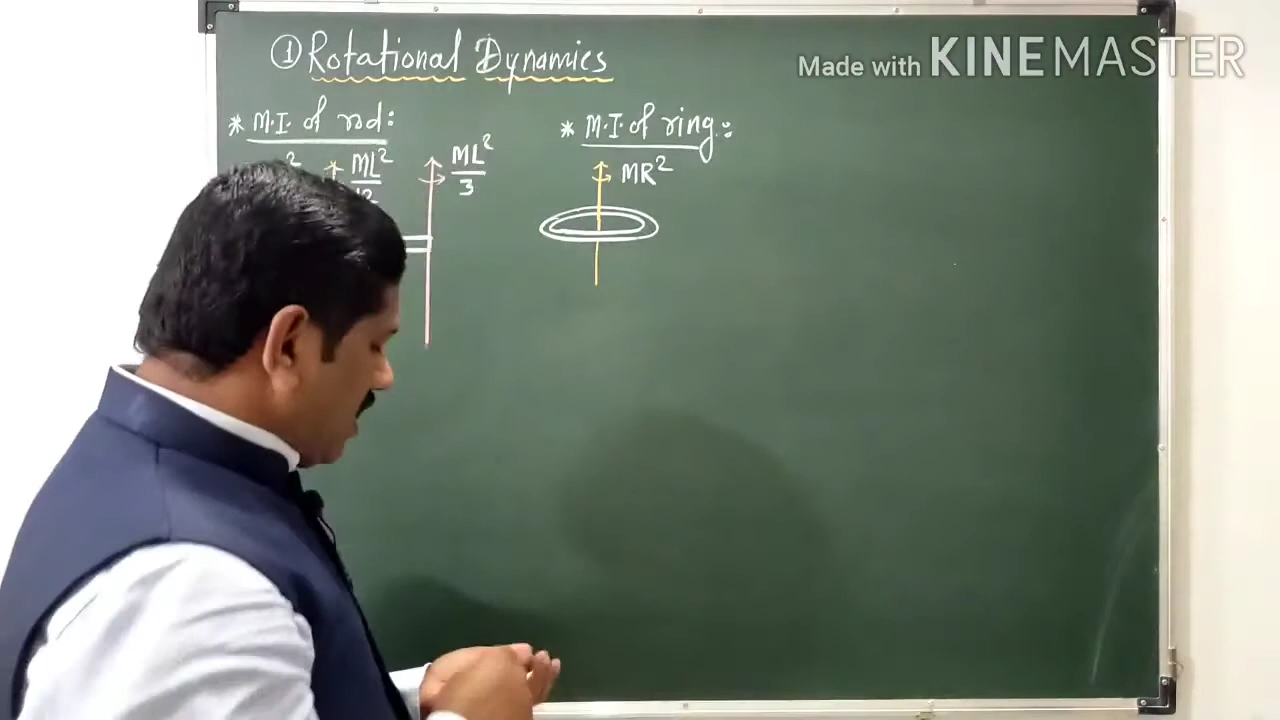 Made with KINEMASTER
① Rotational Dynamics
* M.I. of rod:
ML²/12
ML²/3
* M.I. of ring:
MR²